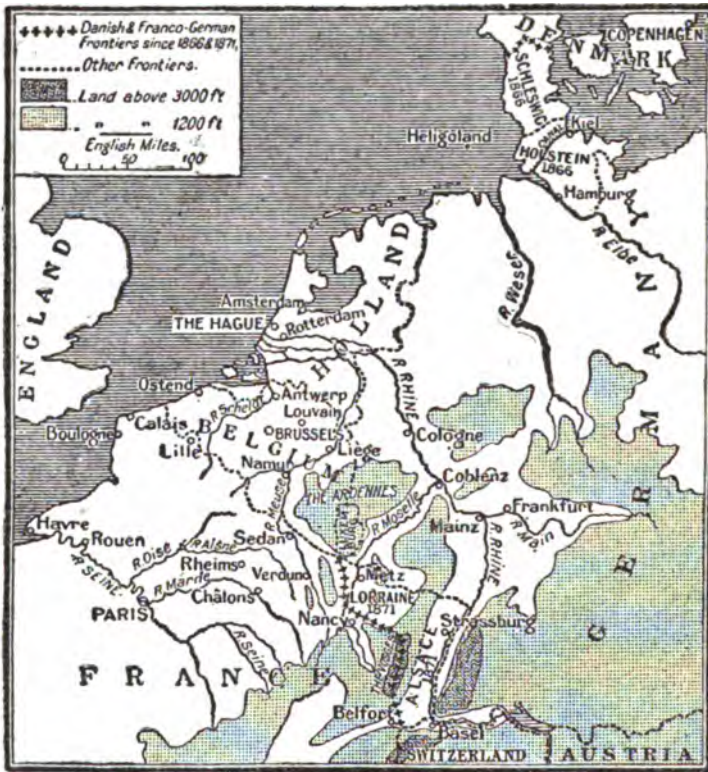 Danish & Franco-German
Frontiers since 1866 & 1871.
Other Frontiers.
Land above 3000 ft
„ „ 1200 ft
English Miles.
0 50 100
DENMARK
COPENHAGEN
SCHLESWIG
1866
Kiel
CANAL
Heligoland
HOLSTEIN
1866
Hamburg
R. Elbe
R. Weser
ENGLAND
HOLLAND
GERMANY
Amsterdam
THE HAGUE
Rotterdam
R. RHINE
Ostend
R. Scheldt
Antwerp
Louvain
Calais
BELGIUM
BRUSSELS
Boulogne
Lille
Liége
Cologne
Namur
Coblenz
THE ARDENNES
R. Meuse
R. Moselle
Frankfurt
Mainz
R. Main
Havre
Rouen
R. Oise
R. Aisne
Sedan
R. RHINE
R. SEINE
Rheims
Verdun
Metz
R. Marne
LORRAINE
1871
PARIS
Châlons
Nancy
Strassburg
R. Seine
ALSACE
1871
FRANCE
Belfort
Basel
SWITZERLAND
AUSTRIA